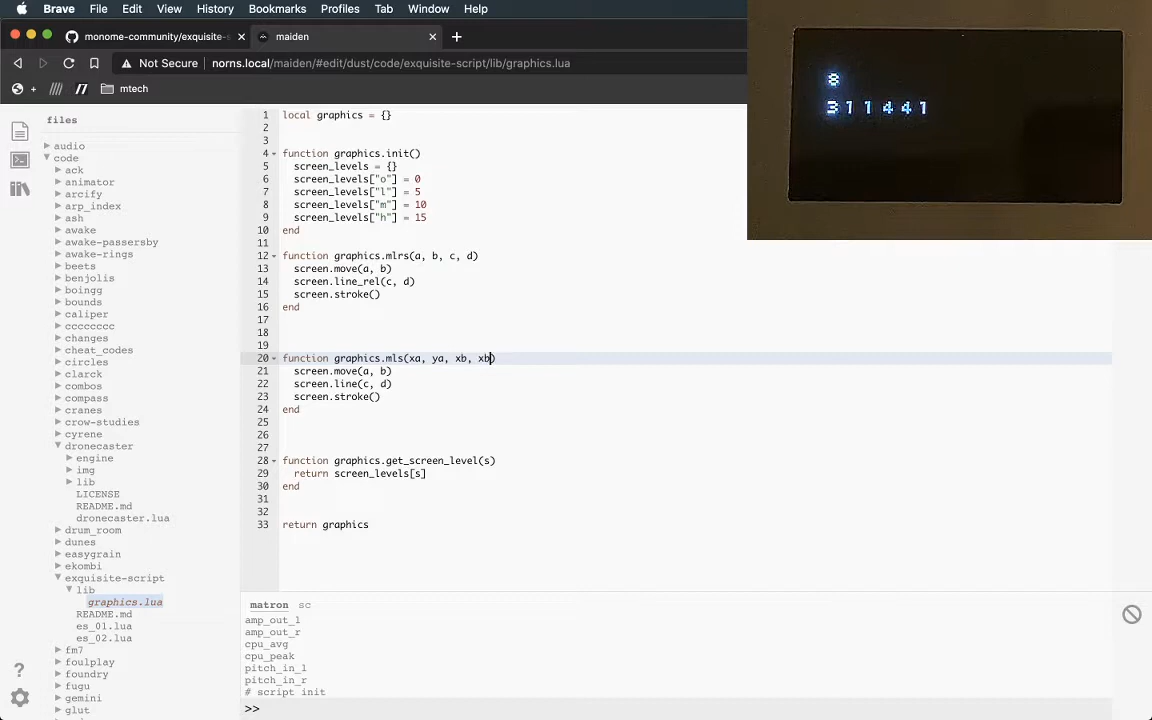 Brave File Edit View History Bookmarks Profiles Tab Window Help
monome-community/exquisite-s
maiden
Not Secure norns.local/maiden/#edit/dust/code/exquisite-script/lib/graphics.lua
mtech
8
3 1 1 4 4 1
files
audio
code
ack
animator
arcify
arp_index
ash
awake
awake-passersby
awake-rings
beets
benjolis
boingg
bounds
caliper
cccccccc
changes
cheat_codes
circles
clarck
combos
compass
cranes
crow-studies
cyrene
dronecaster
engine
img
lib
LICENSE
README.md
dronecaster.lua
drum_room
dunes
easygrain
ekombi
exquisite-script
lib
graphics.lua
README.md
es_01.lua
es_02.lua
fm7
foulplay
foundry
fugu
gemini
glut
1 local graphics = {}
2
3
4 function graphics.init()
5 screen_levels = {}
6 screen_levels["o"] = 0
7 screen_levels["l"] = 5
8 screen_levels["m"] = 10
9 screen_levels["h"] = 15
10 end
11
12 function graphics.mlrs(a, b, c, d)
13 screen.move(a, b)
14 screen.line_rel(c, d)
15 screen.stroke()
16 end
17
18
19
20 function graphics.mls(xa, ya, xb, xb)
21 screen.move(a, b)
22 screen.line(c, d)
23 screen.stroke()
24 end
25
26
27
28 function graphics.get_screen_level(s)
29 return screen_levels[s]
30 end
31
32
33 return graphics
matron sc
amp_out_l
amp_out_r
cpu_avg
cpu_peak
pitch_in_l
pitch_in_r
# script init
>>